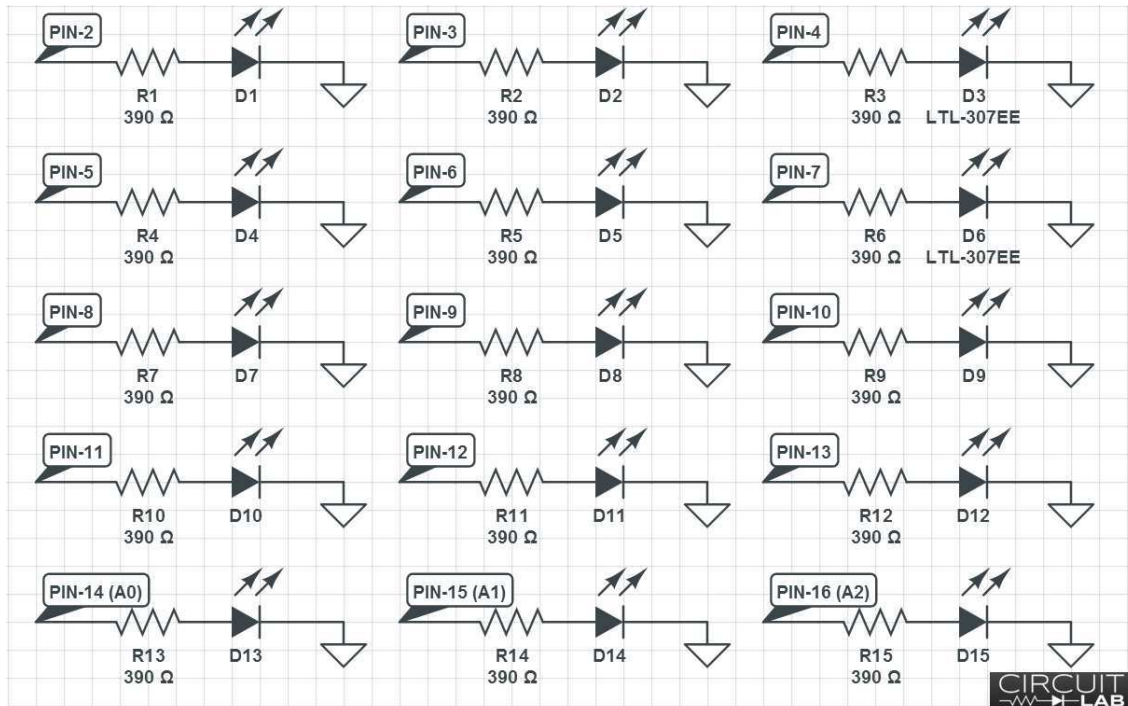 PIN-2 PIN-3 PIN-4
R1 D1 R2 D2 R3 D3
390 Ω 390 Ω 390 Ω LTL-307EE
PIN-5 PIN-6 PIN-7
R4 D4 R5 D5 R6 D6
390 Ω 390 Ω 390 Ω LTL-307EE
PIN-8 PIN-9 PIN-10
R7 D7 R8 D8 R9 D9
390 Ω 390 Ω 390 Ω
PIN-11 PIN-12 PIN-13
R10 D10 R11 D11 R12 D12
390 Ω 390 Ω 390 Ω
PIN-14 (A0) PIN-15 (A1) PIN-16 (A2)
R13 D13 R14 D14 R15 D15
390 Ω 390 Ω 390 Ω
CIRCUIT
LAB